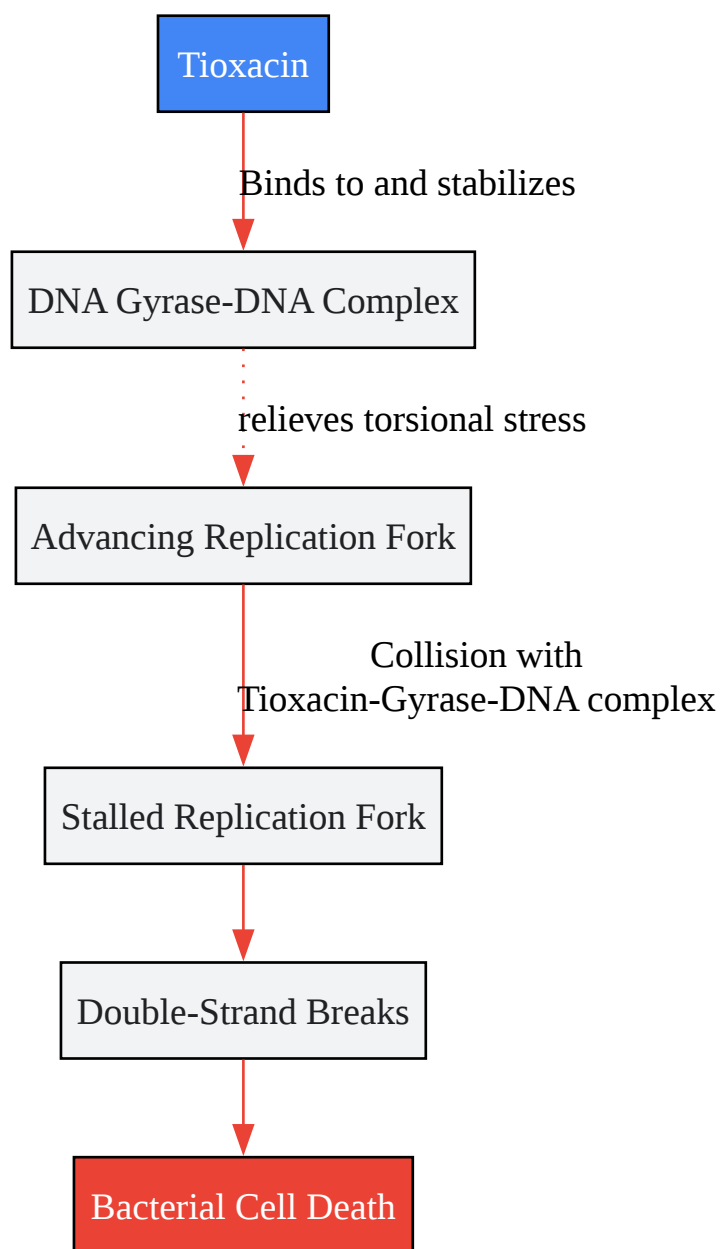 Tioxacin
Binds to and stabilizes
DNA Gyrase-DNA Complex
relieves torsional stress
Advancing Replication Fork
Collision with
Tioxacin-Gyrase-DNA complex
Stalled Replication Fork
Double-Strand Breaks
Bacterial Cell Death